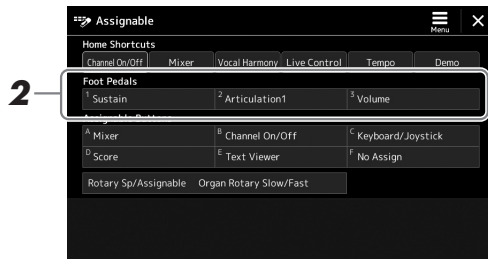 Assignable
Menu
Home Shortcuts
Channel On/Off Mixer Vocal Harmony Live Control Tempo Demo
2
Foot Pedals
1 Sustain 2 Articulation1 3 Volume
Assignable Buttons
A Mixer B Channel On/Off C Keyboard/Joystick
D Score E Text Viewer F No Assign
Rotary Sp/Assignable Organ Rotary Slow/Fast